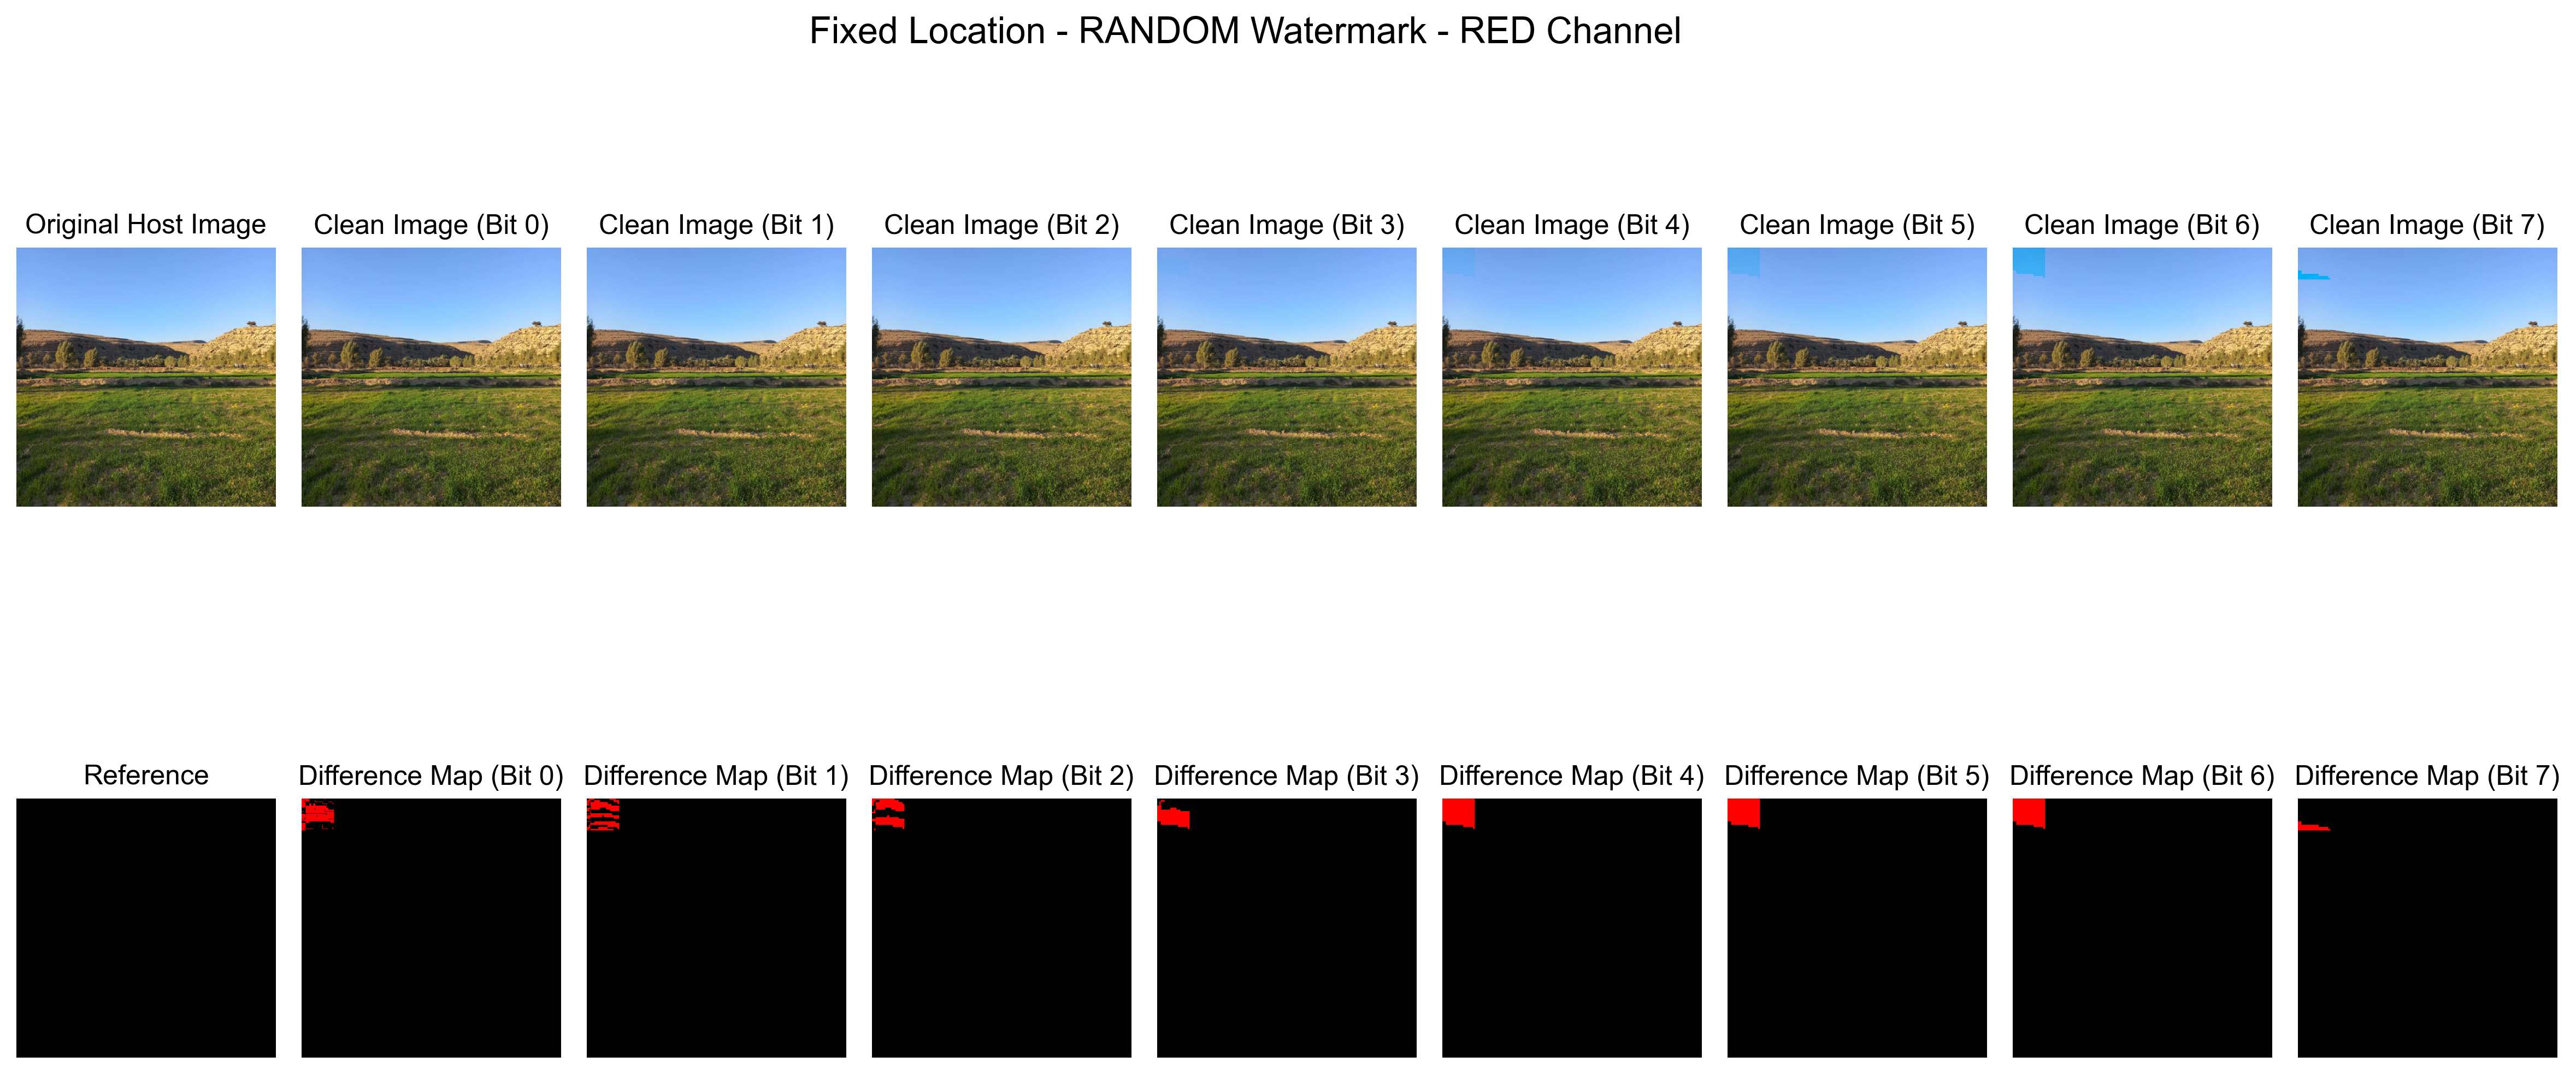 Fixed Location - RANDOM Watermark - RED Channel
Original Host Image
Clean Image (Bit 0)
Clean Image (Bit 1)
Clean Image (Bit 2)
Clean Image (Bit 3)
Clean Image (Bit 4)
Clean Image (Bit 5)
Clean Image (Bit 6)
Clean Image (Bit 7)
Reference
Difference Map (Bit 0)
Difference Map (Bit 1)
Difference Map (Bit 2)
Difference Map (Bit 3)
Difference Map (Bit 4)
Difference Map (Bit 5)
Difference Map (Bit 6)
Difference Map (Bit 7)